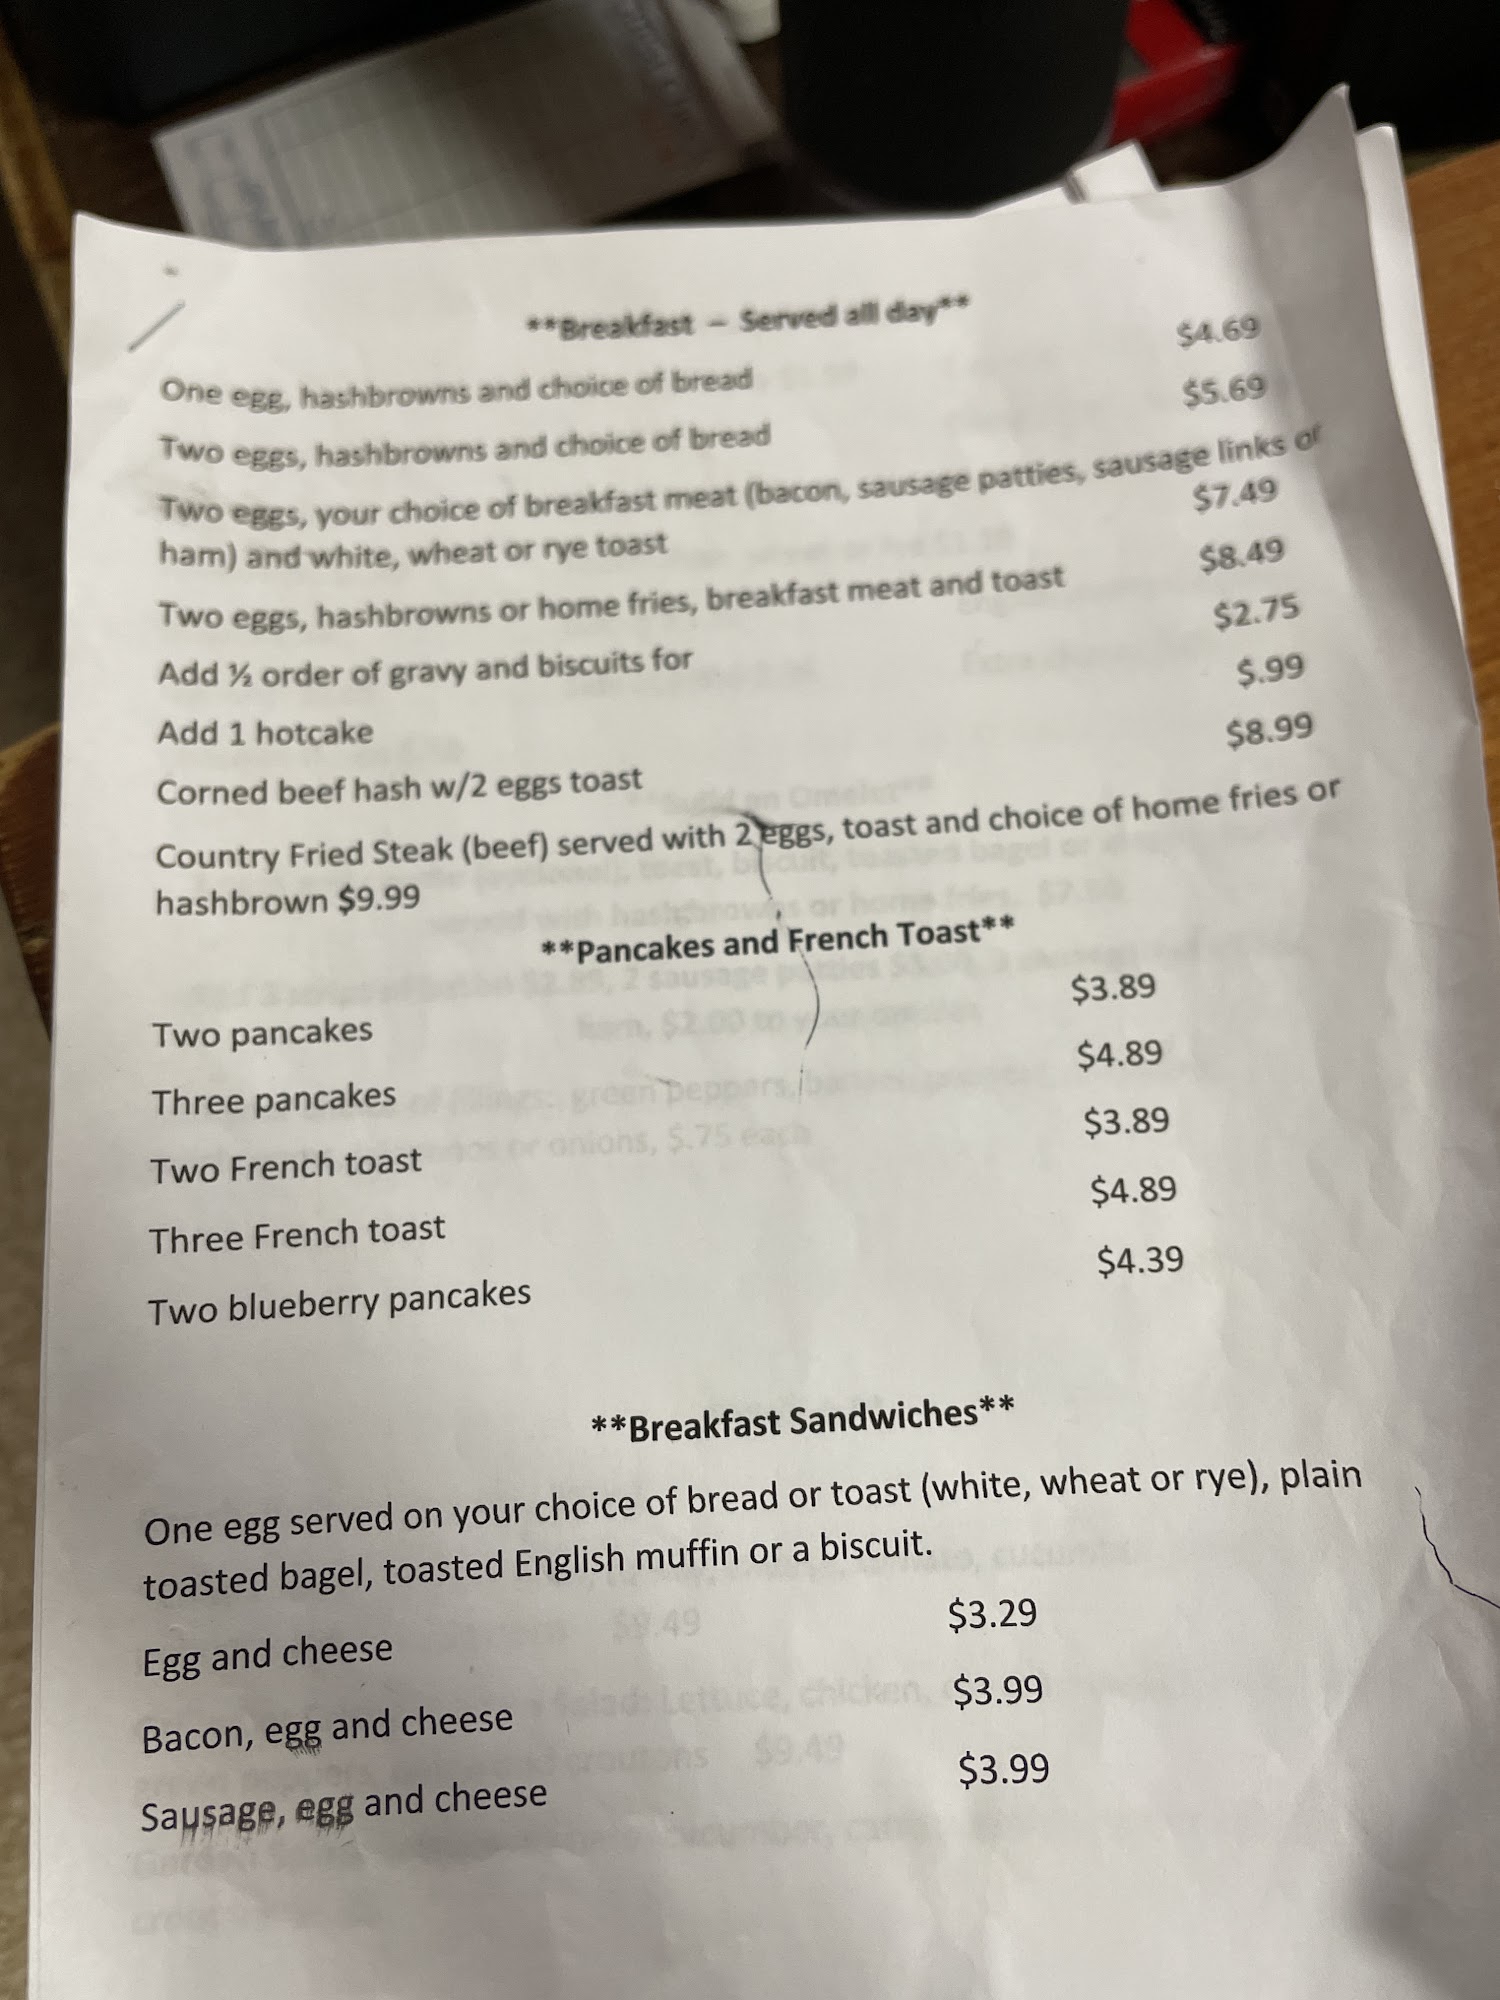 **Breakfast – Served all day**
One egg, hashbrowns and choice of bread $4.69
Two eggs, hashbrowns and choice of bread $5.69
Two eggs, your choice of breakfast meat (bacon, sausage patties, sausage links or
ham) and white, wheat or rye toast $7.49
Two eggs, hashbrowns or home fries, breakfast meat and toast $8.49
Add ½ order of gravy and biscuits for $2.75
Add 1 hotcake $.99
Corned beef hash w/2 eggs toast $8.99
Country Fried Steak (beef) served with 2 eggs, toast and choice of home fries or
hashbrown $9.99
**Pancakes and French Toast**
Two pancakes $3.89
Three pancakes $4.89
Two French toast $3.89
Three French toast $4.89
Two blueberry pancakes $4.39
**Breakfast Sandwiches**
One egg served on your choice of bread or toast (white, wheat or rye), plain
toasted bagel, toasted English muffin or a biscuit.
Egg and cheese $3.29
Bacon, egg and cheese $3.99
Sausage, egg and cheese $3.99